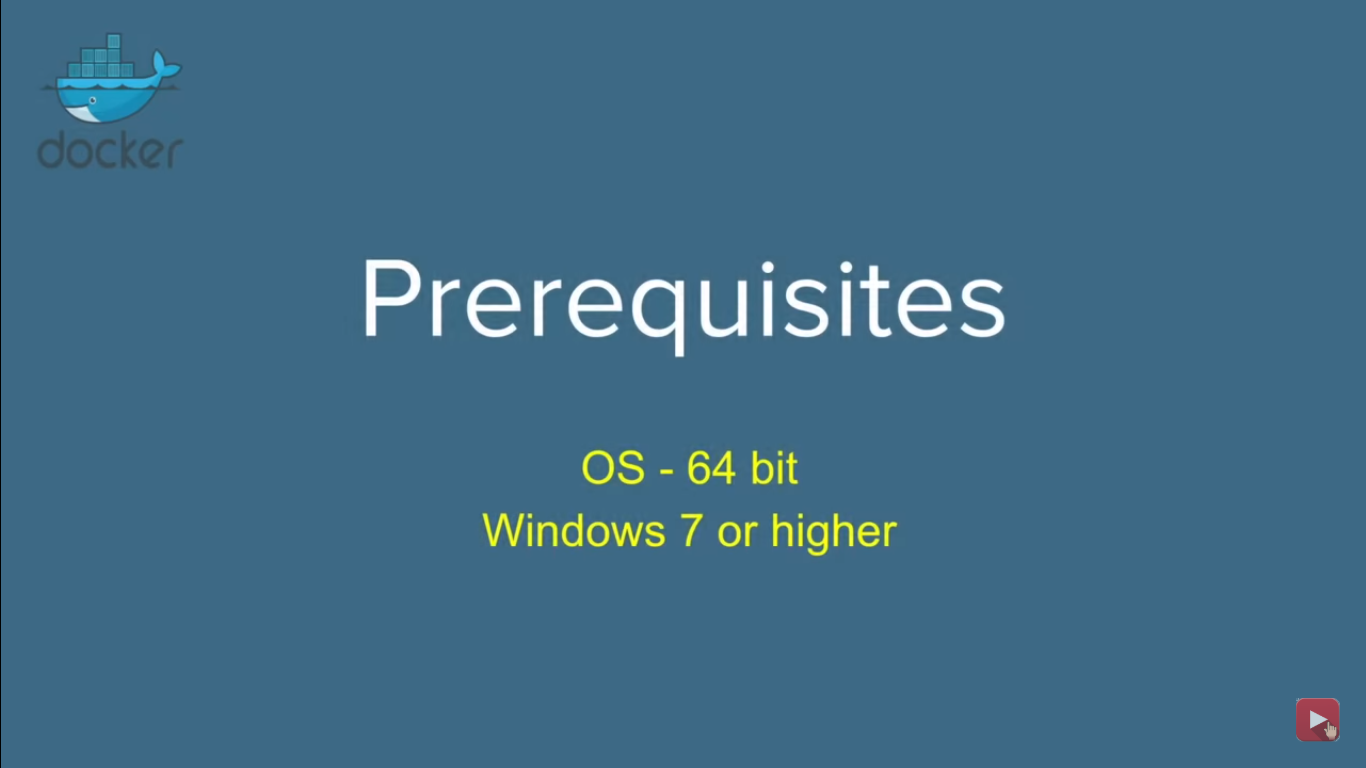 docker
Prerequisites
OS - 64 bit
Windows 7 or higher